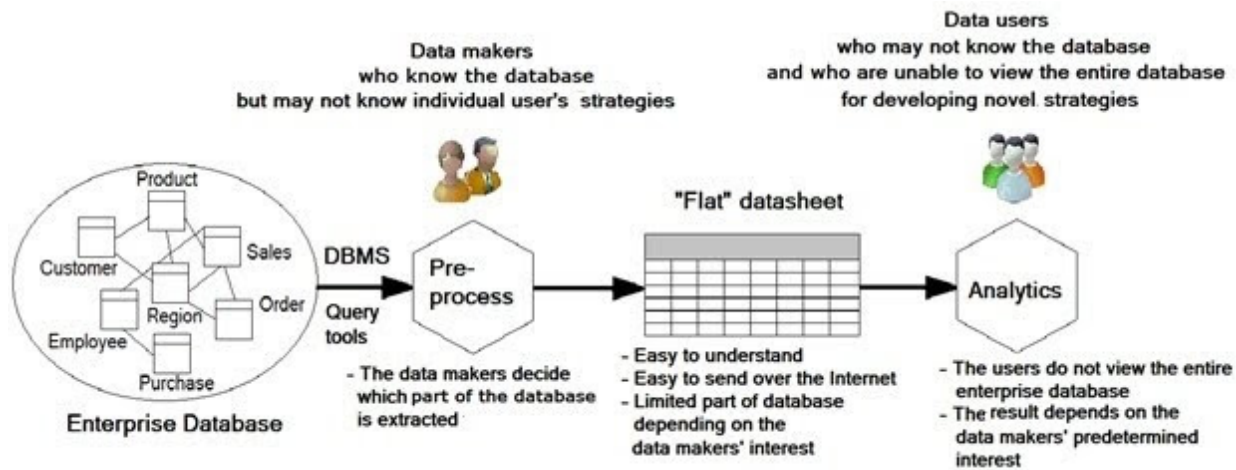 Data makers
who know the database
but may not know individual user's strategies
Data users
who may not know the database
and who are unable to view the entire database
for developing novel strategies
Product
Customer
Sales
Region
Order
Employee
Purchase
Enterprise Database
DBMS
Query
tools
Pre-
process
- The data makers decide
which part of the database
is extracted
"Flat" datasheet
- Easy to understand
- Easy to send over the Internet
- Limited part of database
depending on the
data makers' interest
Analytics
- The users do not view the entire
enterprise database
- The result depends on the
data makers' predetermined
interest